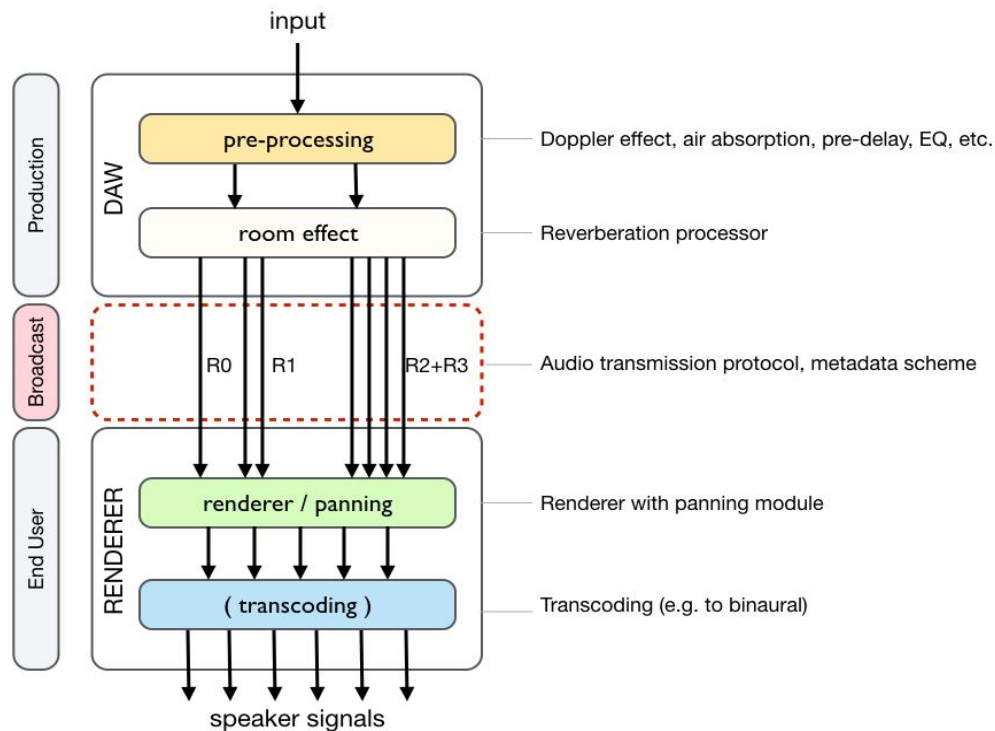 input
Production
DAW
pre-processing
Doppler effect, air absorption, pre-delay, EQ, etc.
room effect
Reverberation processor
Broadcast
R0
R1
R2+R3
Audio transmission protocol, metadata scheme
End User
RENDERER
renderer / panning
Renderer with panning module
( transcoding )
Transcoding (e.g. to binaural)
speaker signals